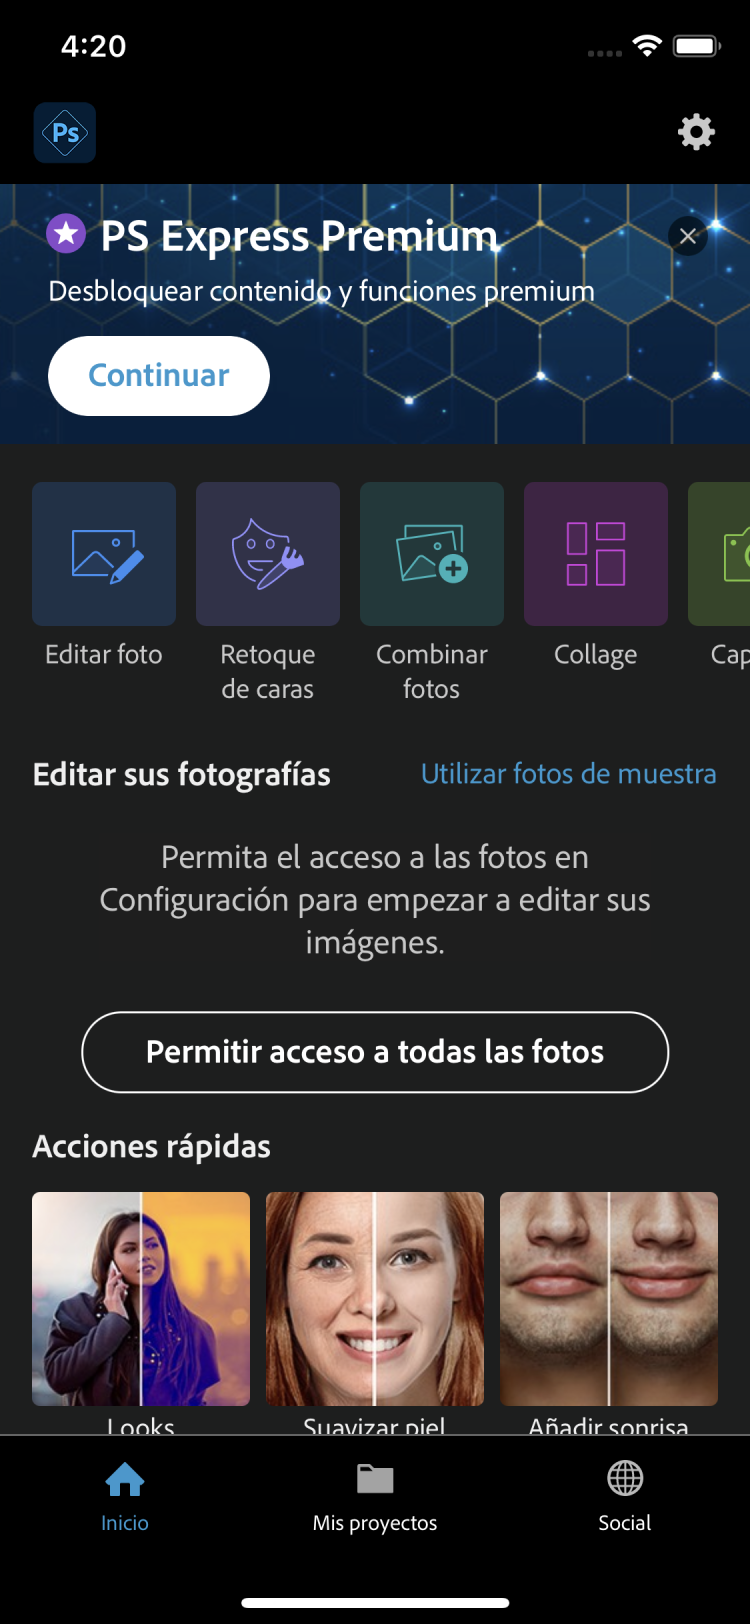 4:20
Ps
PS Express Premium
Desbloquear contenido y funciones premium
Continuar
Editar foto
Retoque
de caras
Combinar
fotos
Collage
Cap
Editar sus fotografías
Utilizar fotos de muestra
Permita el acceso a las fotos en
Configuración para empezar a editar sus
imágenes.
Permitir acceso a todas las fotos
Acciones rápidas
Looks
Suavizar piel
Añadir sonrisa
Inicio
Mis proyectos
Social